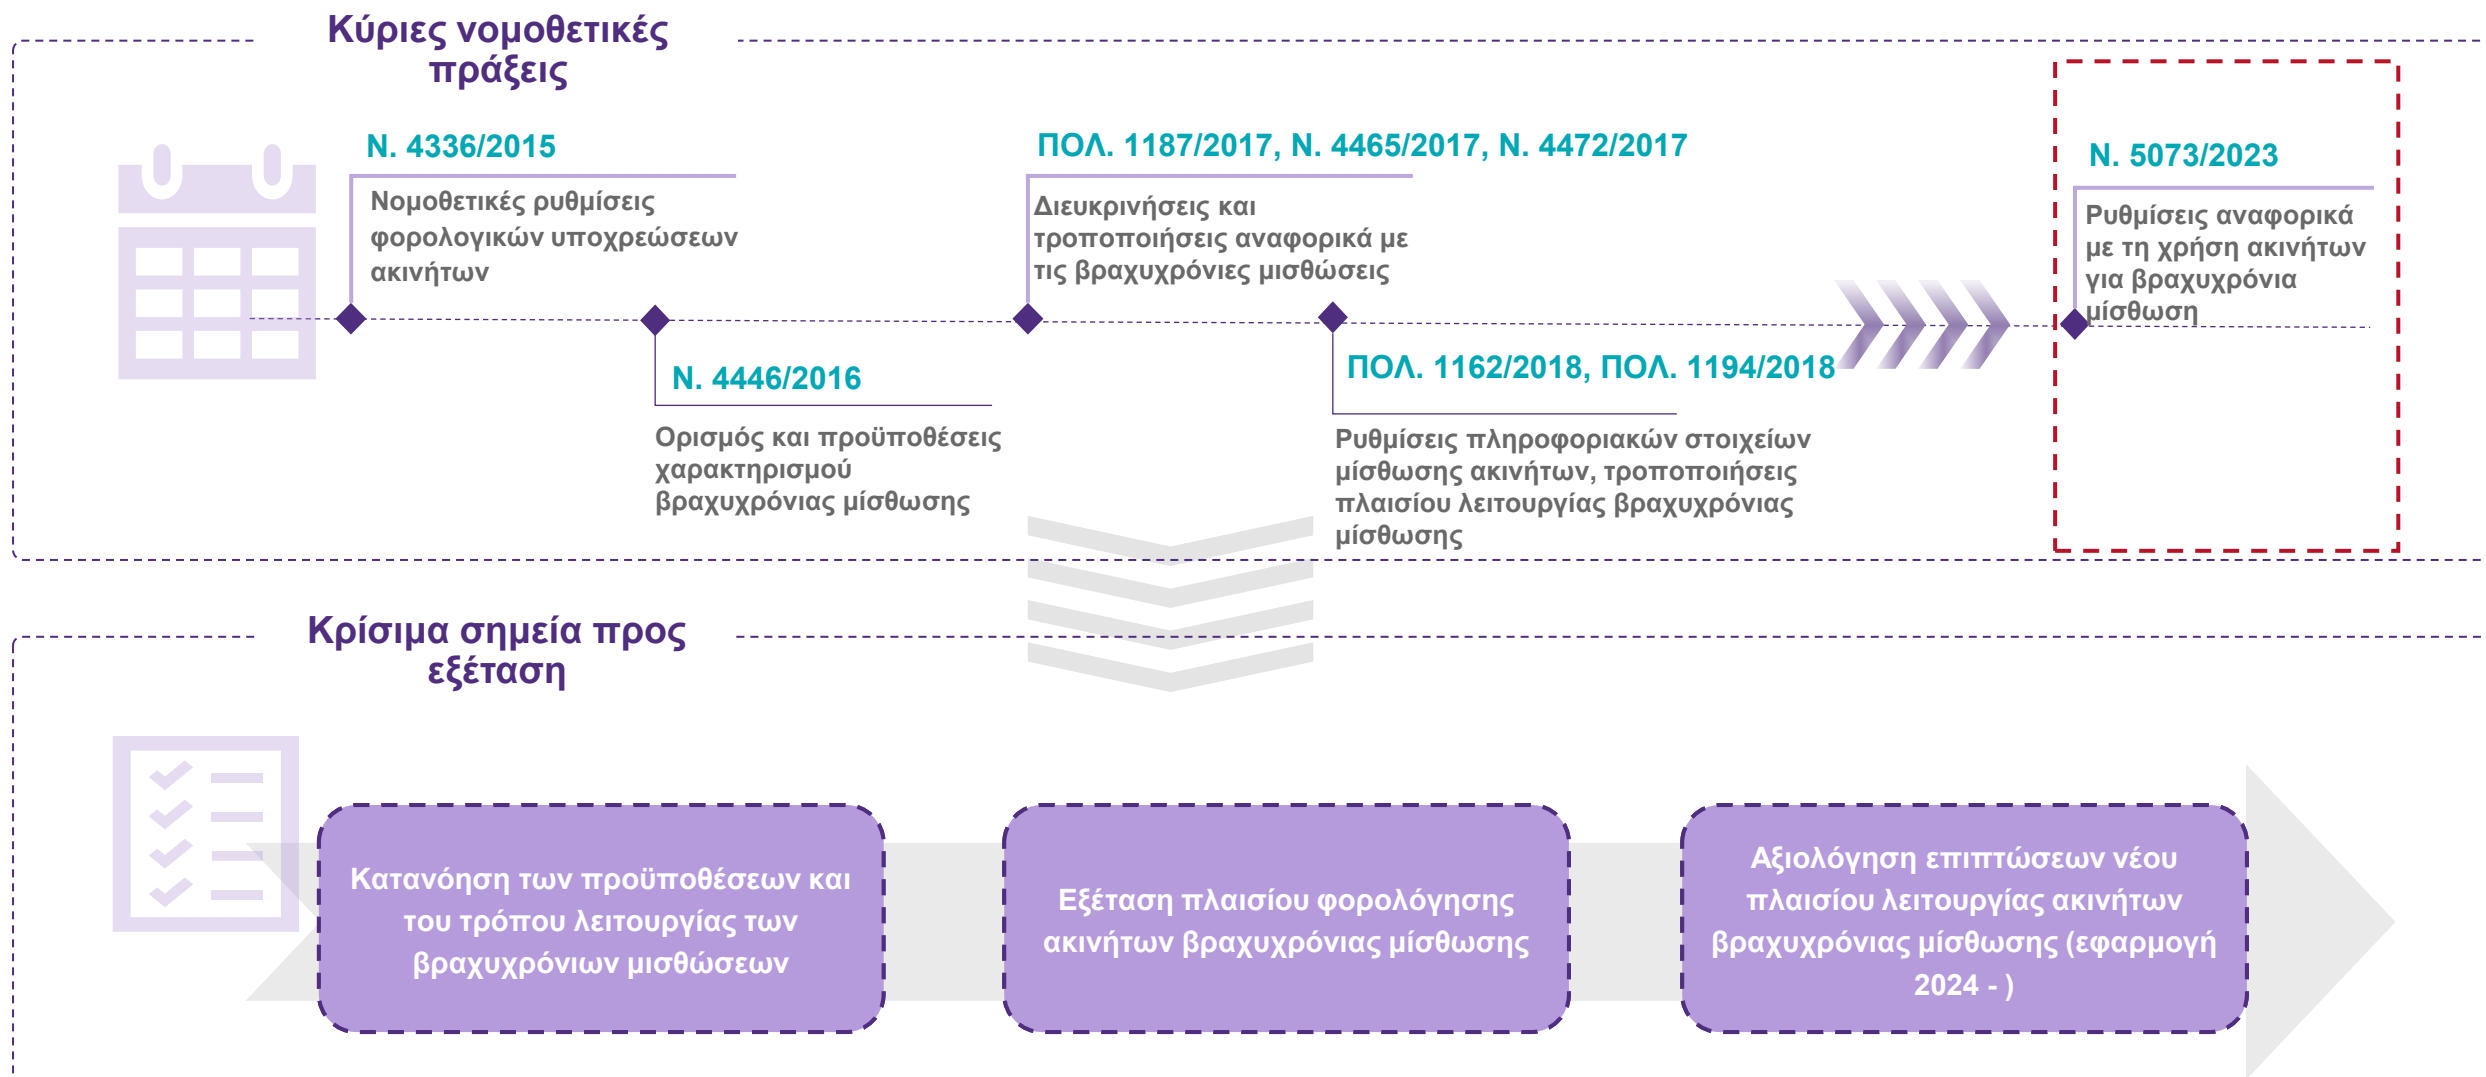 Κύριες νομοθετικές
πράξεις
Ν. 4336/2015
Νομοθετικές ρυθμίσεις
φορολογικών υποχρεώσεων
ακινήτων
Ν. 4446/2016
Ορισμός και προϋποθέσεις
χαρακτηρισμού
βραχυχρόνιας μίσθωσης
ΠΟΛ. 1187/2017, Ν. 4465/2017, Ν. 4472/2017
Διευκρινήσεις και
τροποποιήσεις αναφορικά με
τις βραχυχρόνιες μισθώσεις
ΠΟΛ. 1162/2018, ΠΟΛ. 1194/2018
Ρυθμίσεις πληροφοριακών στοιχείων
μίσθωσης ακινήτων, τροποποιήσεις
πλαισίου λειτουργίας βραχυχρόνιας
μίσθωσης
Ν. 5073/2023
Ρυθμίσεις αναφορικά
με τη χρήση ακινήτων
για βραχυχρόνια
μίσθωση
Κρίσιμα σημεία προς
εξέταση
Κατανόηση των προϋποθέσεων και
του τρόπου λειτουργίας των
βραχυχρόνιων μισθώσεων
Εξέταση πλαισίου φορολόγησης
ακινήτων βραχυχρόνιας μίσθωσης
Αξιολόγηση επιπτώσεων νέου
πλαισίου λειτουργίας ακινήτων
βραχυχρόνιας μίσθωσης (εφαρμογή
2024 - )